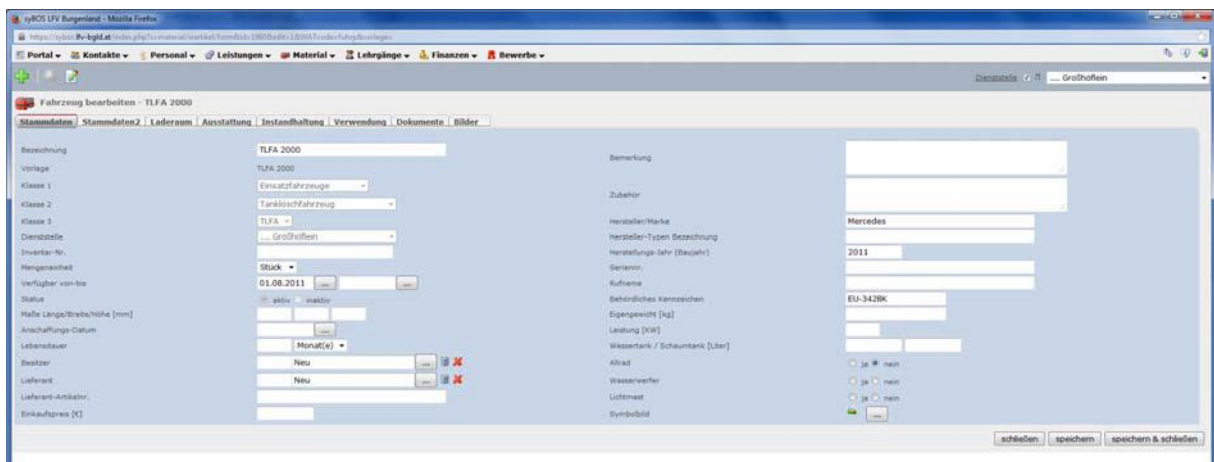 syBOS LFV Burgenland - Mozilla Firefox
Portal Kontakte Personal Leistungen Material Lehrgänge Finanzen Bewerbe
Dienststelle .... Großhöflein
Fahrzeug bearbeiten - TLFA 2000
Stammdaten Stammdaten2 Laderaum Ausstattung Instandhaltung Verwendung Dokumente Bilder
Bezeichnung TLFA 2000
Vorlage TLFA 2000
Klasse 1 Einsatzfahrzeuge
Klasse 2 Tanklöschfahrzeug
Klasse 3 TLFA
Dienststelle .... Großhöflein
Inventar-Nr.
Mengeneinheit Stück
Verfügbar von-bis 01.08.2011 ... ...
Status aktiv inaktiv
Maße Länge/Breite/Höhe [mm]
Anschaffungs-Datum ...
Lebensdauer Monat(e)
Besitzer Neu ...
Lieferant Neu ...
Lieferant-Artikelnr.
Einkaufspreis [€]
Bemerkung
Zubehör
Hersteller/Marke Mercedes
Hersteller-Typen Bezeichnung
Herstellungs-Jahr (Baujahr) 2011
Seriennr.
Rufname
Behördliches Kennzeichen EU-342BK
Eigengewicht [kg]
Leistung [KW]
Wassertank / Schaumtank [Liter]
Allrad ja nein
Wasserwerfer ja nein
Lichtmast ja nein
Symbolbild ...
schließen speichern speichern & schließen